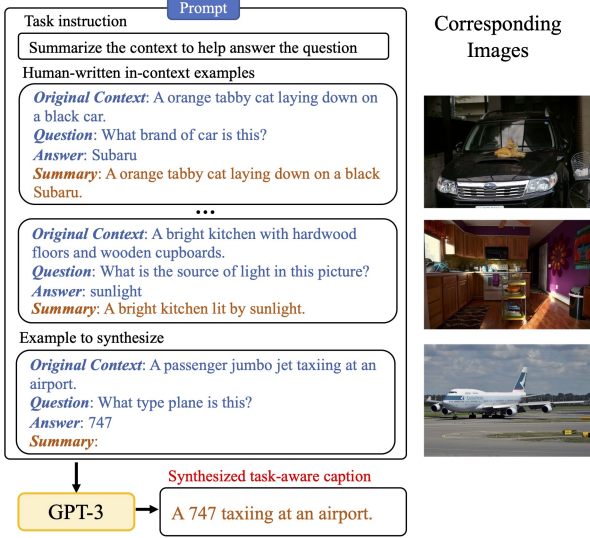 Prompt
Task instruction
Summarize the context to help answer the question
Human-written in-context examples
Original Context: A orange tabby cat laying down on
a black car.
Question: What brand of car is this?
Answer: Subaru
Summary: A orange tabby cat laying down on a black
Subaru.
...
Original Context: A bright kitchen with hardwood
floors and wooden cupboards.
Question: What is the source of light in this picture?
Answer: sunlight
Summary: A bright kitchen lit by sunlight.
Example to synthesize
Original Context: A passenger jumbo jet taxiing at an
airport.
Question: What type plane is this?
Answer: 747
Summary:
GPT-3
Synthesized task-aware caption
A 747 taxiing at an airport.
Corresponding
Images